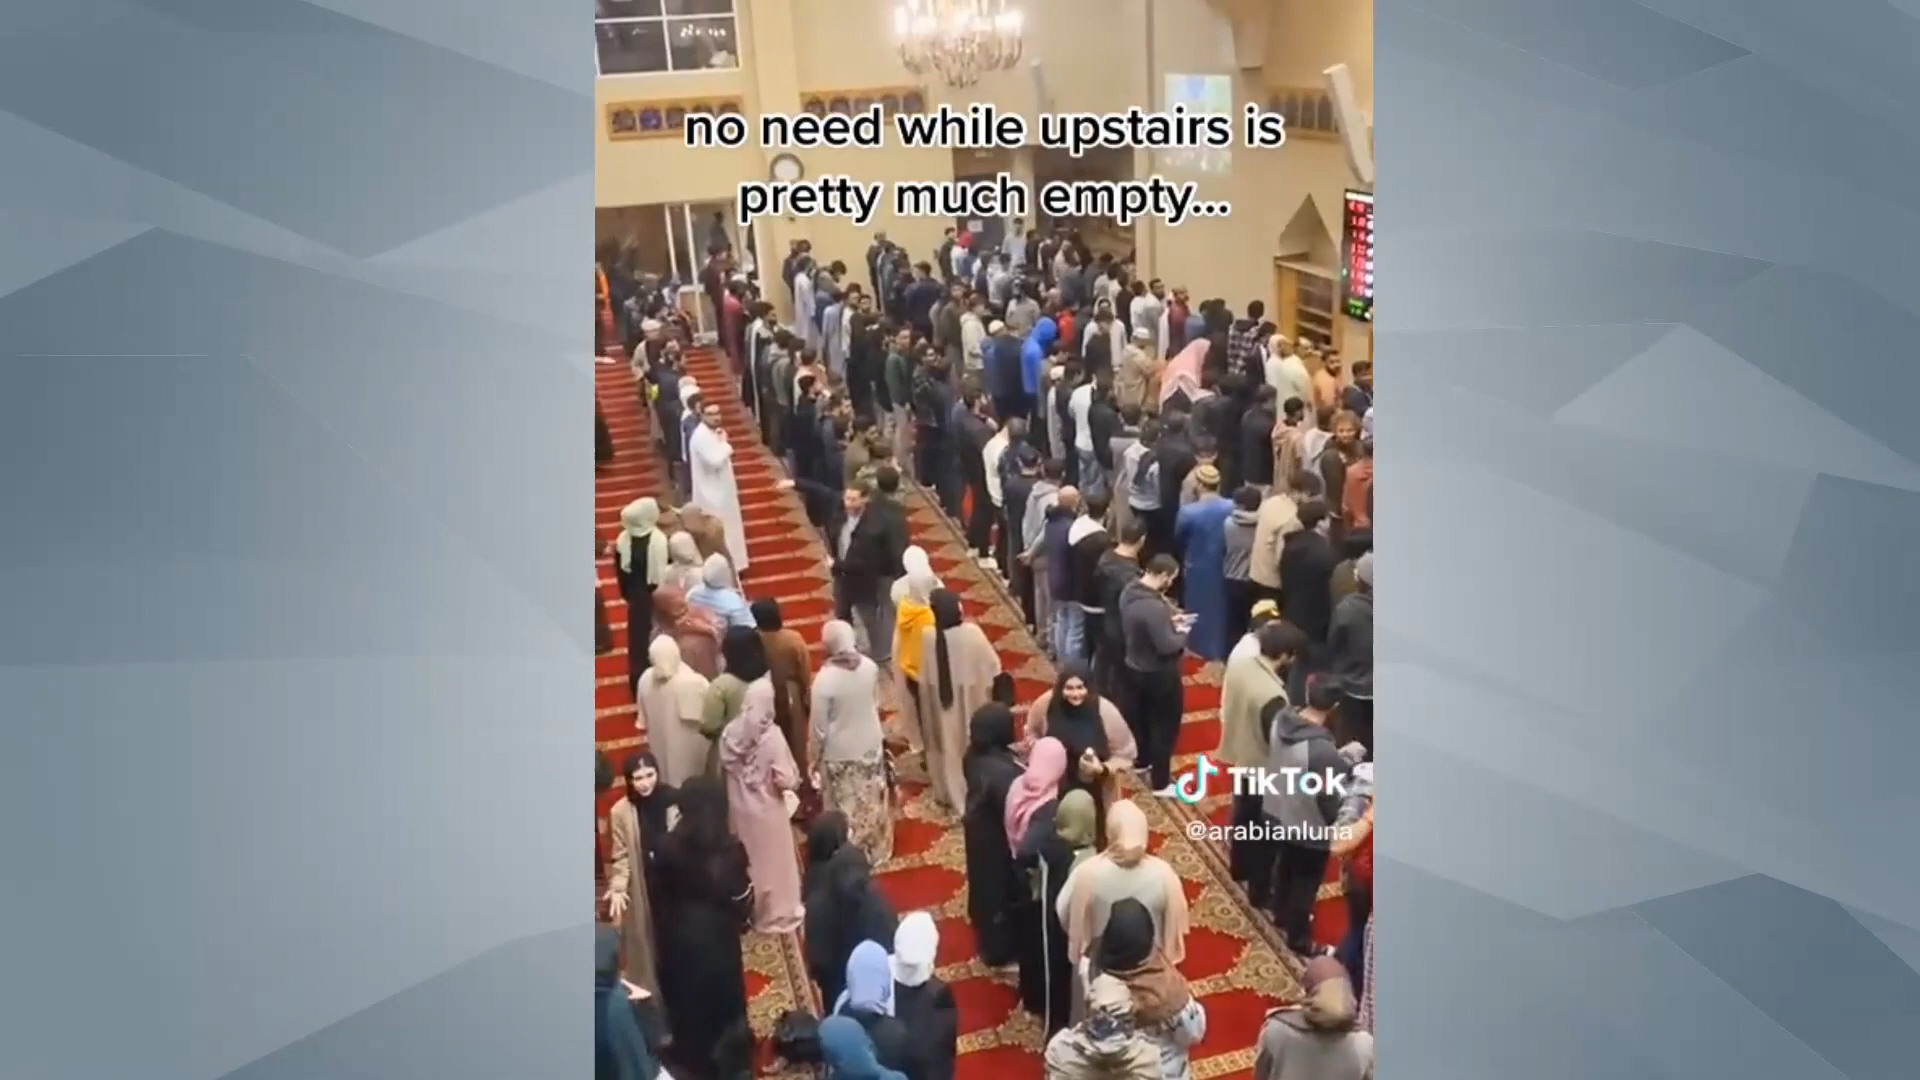 no need while upstairs is
pretty much empty...
TikTok
@arabianluna